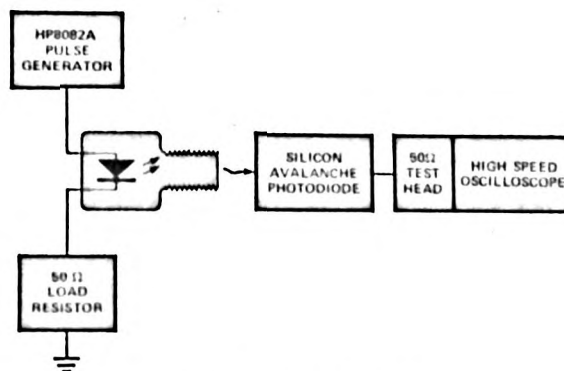 HP8082A
PULSE
GENERATOR
SILICON
AVALANCHE
PHOTODIODE
50Ω
TEST
HEAD
HIGH SPEED
OSCILLOSCOPE
50 Ω
LOAD
RESISTOR